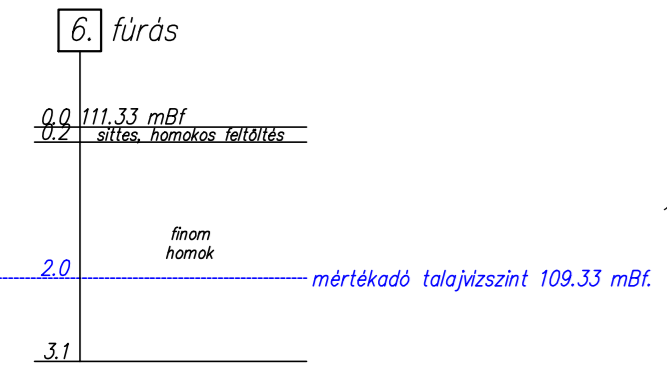 6. fúrás
0.0 111.33 mBf
0.2 sittes, homokos feltöltés
finom
homok
2.0
mértékadó talajvízszint 109.33 mBf.
3.1